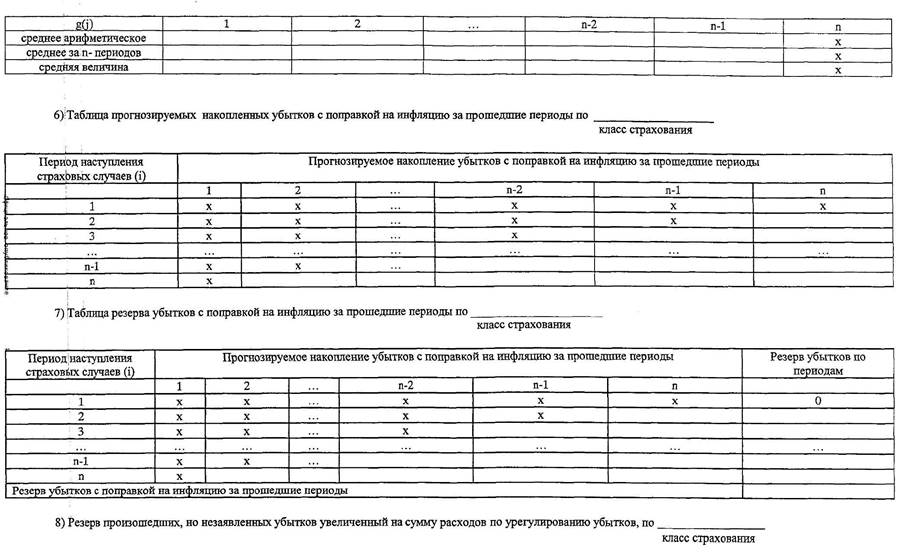 g(j) 1 2 ... n-2 n-1 n
среднее арифметическое x
среднее за n- периодов x
средняя величина x
6) Таблица прогнозируемых накопленных убытков с поправкой на инфляцию за прошедшие периоды по ____________
класс страхования
Период наступления Прогнозируемое накопление убытков с поправкой на инфляцию за прошедшие периоды
страховых случаев (i)
1 2 ... n-2 n-1 n
1 x x ... x x x
2 x x ... x x
3 x x ... x
... ... ... ... ... ... ...
n-1 x x ...
n x
7) Таблица резерва убытков с поправкой на инфляцию за прошедшие периоды по ____________
класс страхования
Период наступления Прогнозируемое накопление убытков с поправкой на инфляцию за прошедшие периоды Резерв убытков по
страховых случаев (i) периодам
1 2 ... n-2 n-1 n
1 x x ... x x x 0
2 x x ... x x
3 x x ... x
... ... ... ... ... ... ... ...
n-1 x x ...
n x
Резерв убытков с поправкой на инфляцию за прошедшие периоды
8) Резерв произошедших, но незаявленных убытков увеличенный на сумму расходов по урегулированию убытков, по ____________
класс страхования